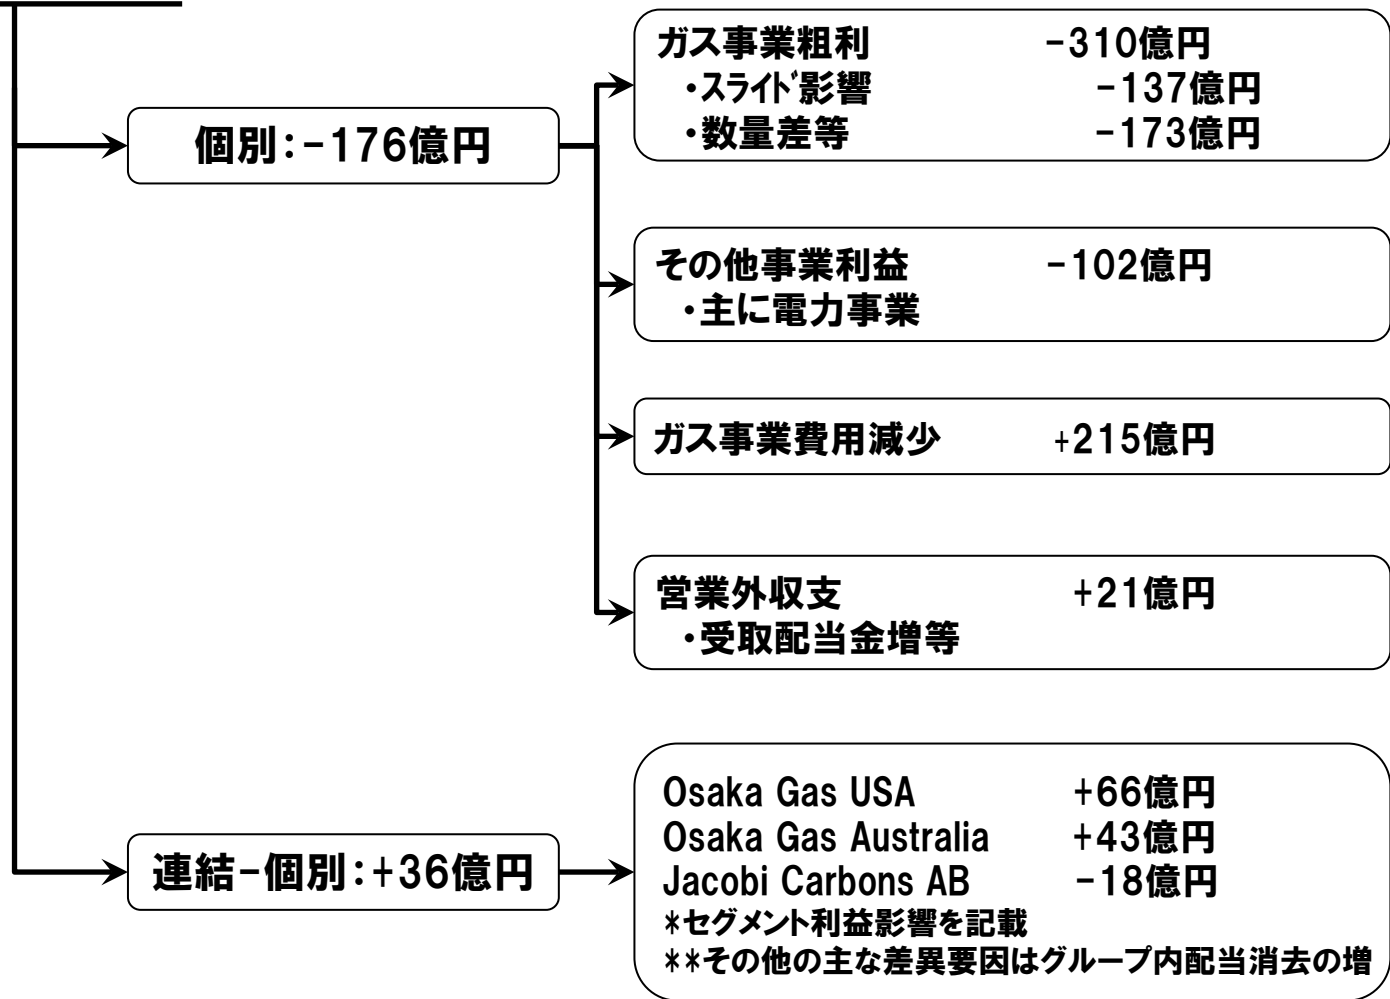 個別：-176億円
ガス事業粗利 -310億円
・スライド影響 -137億円
・数量差等 -173億円
その他事業利益 -102億円
・主に電力事業
ガス事業費用減少 +215億円
営業外収支 +21億円
・受取配当金増等
連結-個別：+36億円
Osaka Gas USA +66億円
Osaka Gas Australia +43億円
Jacobi Carbons AB -18億円
*セグメント利益影響を記載
**その他の主な差異要因はグループ内配当消去の増